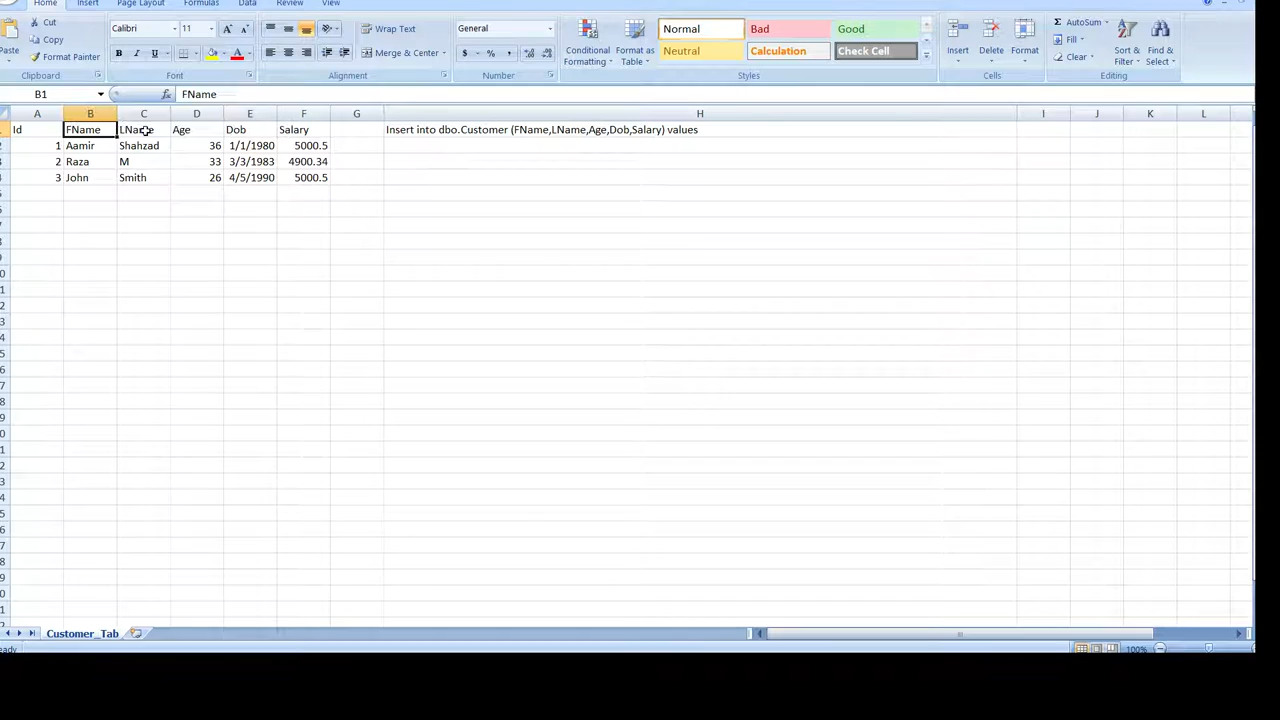 Home Insert Page Layout Formulas Data Review View
Cut Calibri 11 Wrap Text General Normal Bad Good AutoSum
Copy Fill
Paste Format Painter B I U A Merge & Center $ % , Conditional Formatting Format as Table Neutral Calculation Check Cell Insert Delete Format Clear Sort & Filter Find & Select
Clipboard Font Alignment Number Styles Cells Editing
B1 fx FName
A B C D E F G H I J K L
Id FName LName Age Dob Salary Insert into dbo.Customer (FName,LName,Age,Dob,Salary) values
1 Aamir Shahzad 36 1/1/1980 5000.5
2 Raza M 33 3/3/1983 4900.34
3 John Smith 26 4/5/1990 5000.5
Customer_Tab
100%